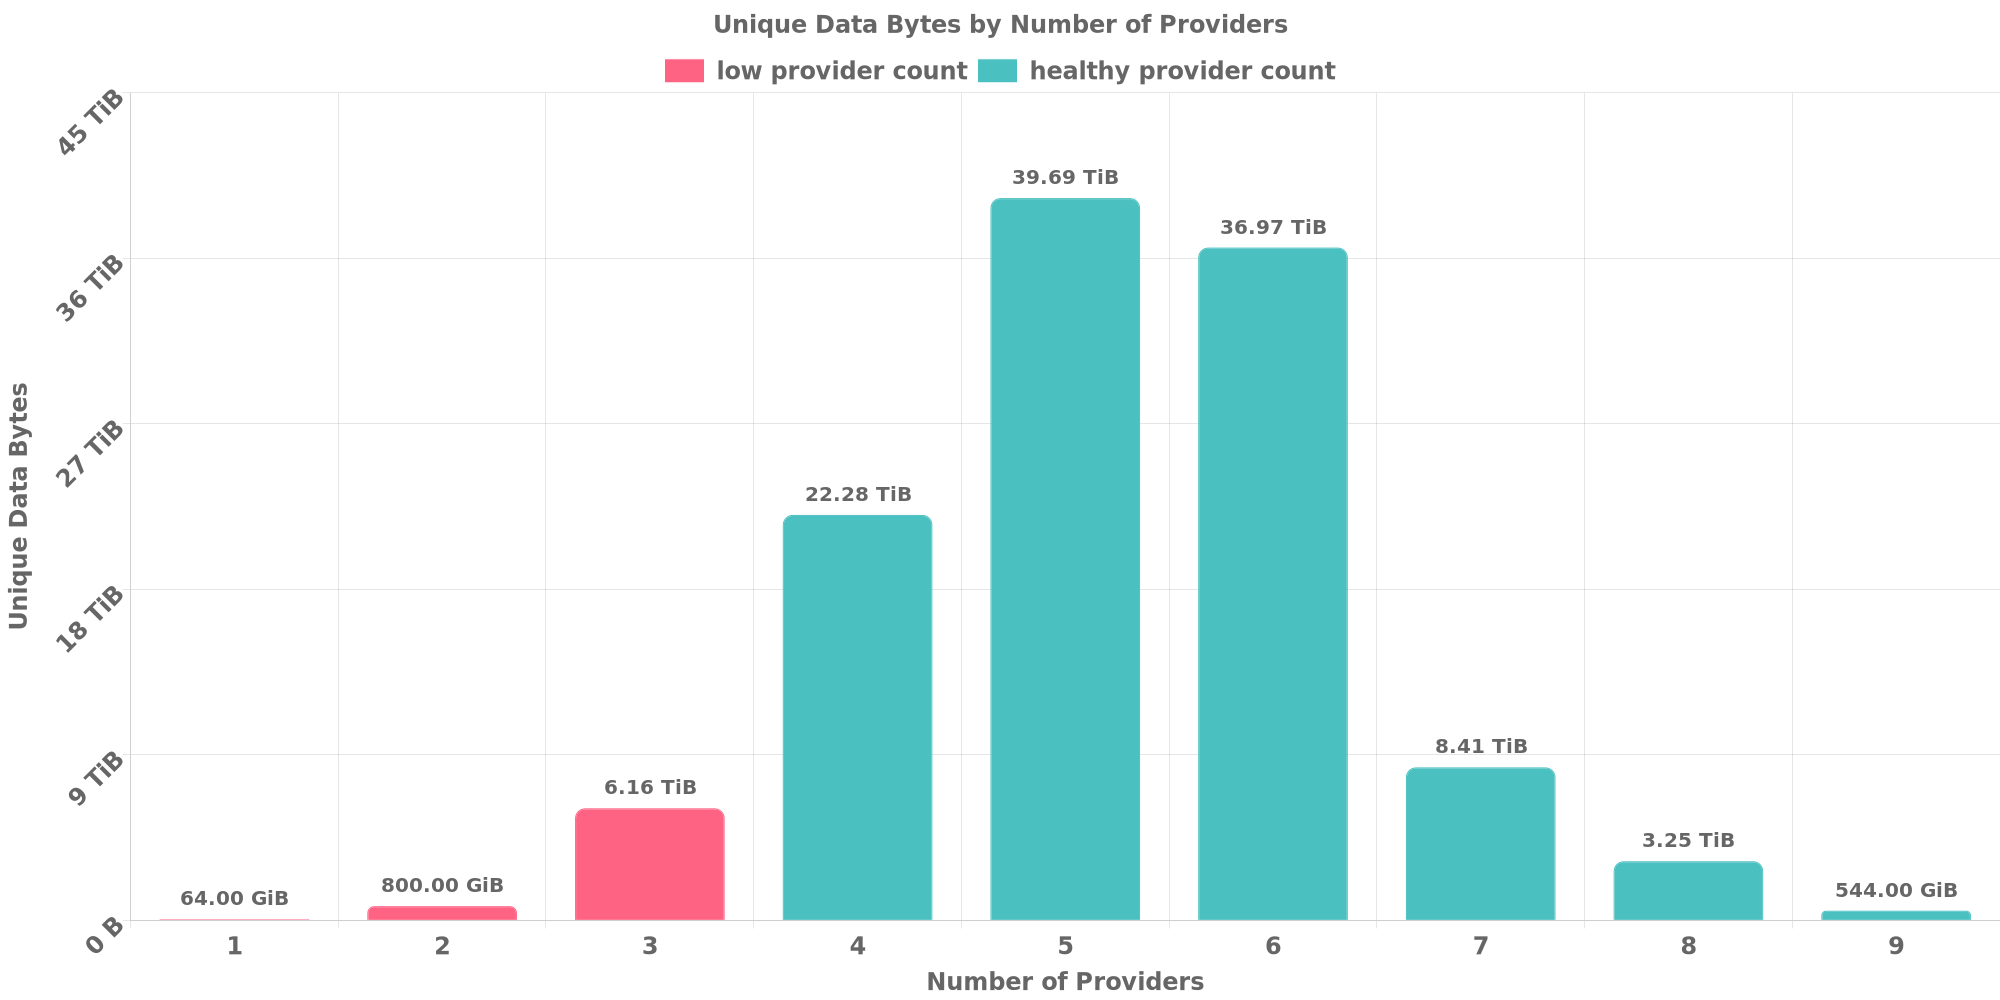 Unique Data Bytes by Number of Providers
low provider count healthy provider count
45 TiB
36 TiB
27 TiB
18 TiB
9 TiB
0 B
Unique Data Bytes
64.00 GiB
800.00 GiB
6.16 TiB
22.28 TiB
39.69 TiB
36.97 TiB
8.41 TiB
3.25 TiB
544.00 GiB
1 2 3 4 5 6 7 8 9
Number of Providers